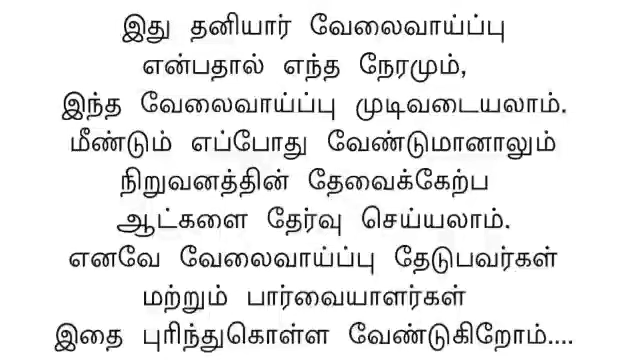 இது தனியார் வேலைவாய்ப்பு
என்பதால் எந்த நேரமும்,
இந்த வேலைவாய்ப்பு முடிவடையலாம்.
மீண்டும் எப்போது வேண்டுமானாலும்
நிறுவனத்தின் தேவைக்கேற்ப
ஆட்களை தேர்வு செய்யலாம்.
எனவே வேலைவாய்ப்பு தேடுபவர்கள்
மற்றும் பார்வையாளர்கள்
இதை புரிந்துகொள்ள வேண்டுகிறோம்....